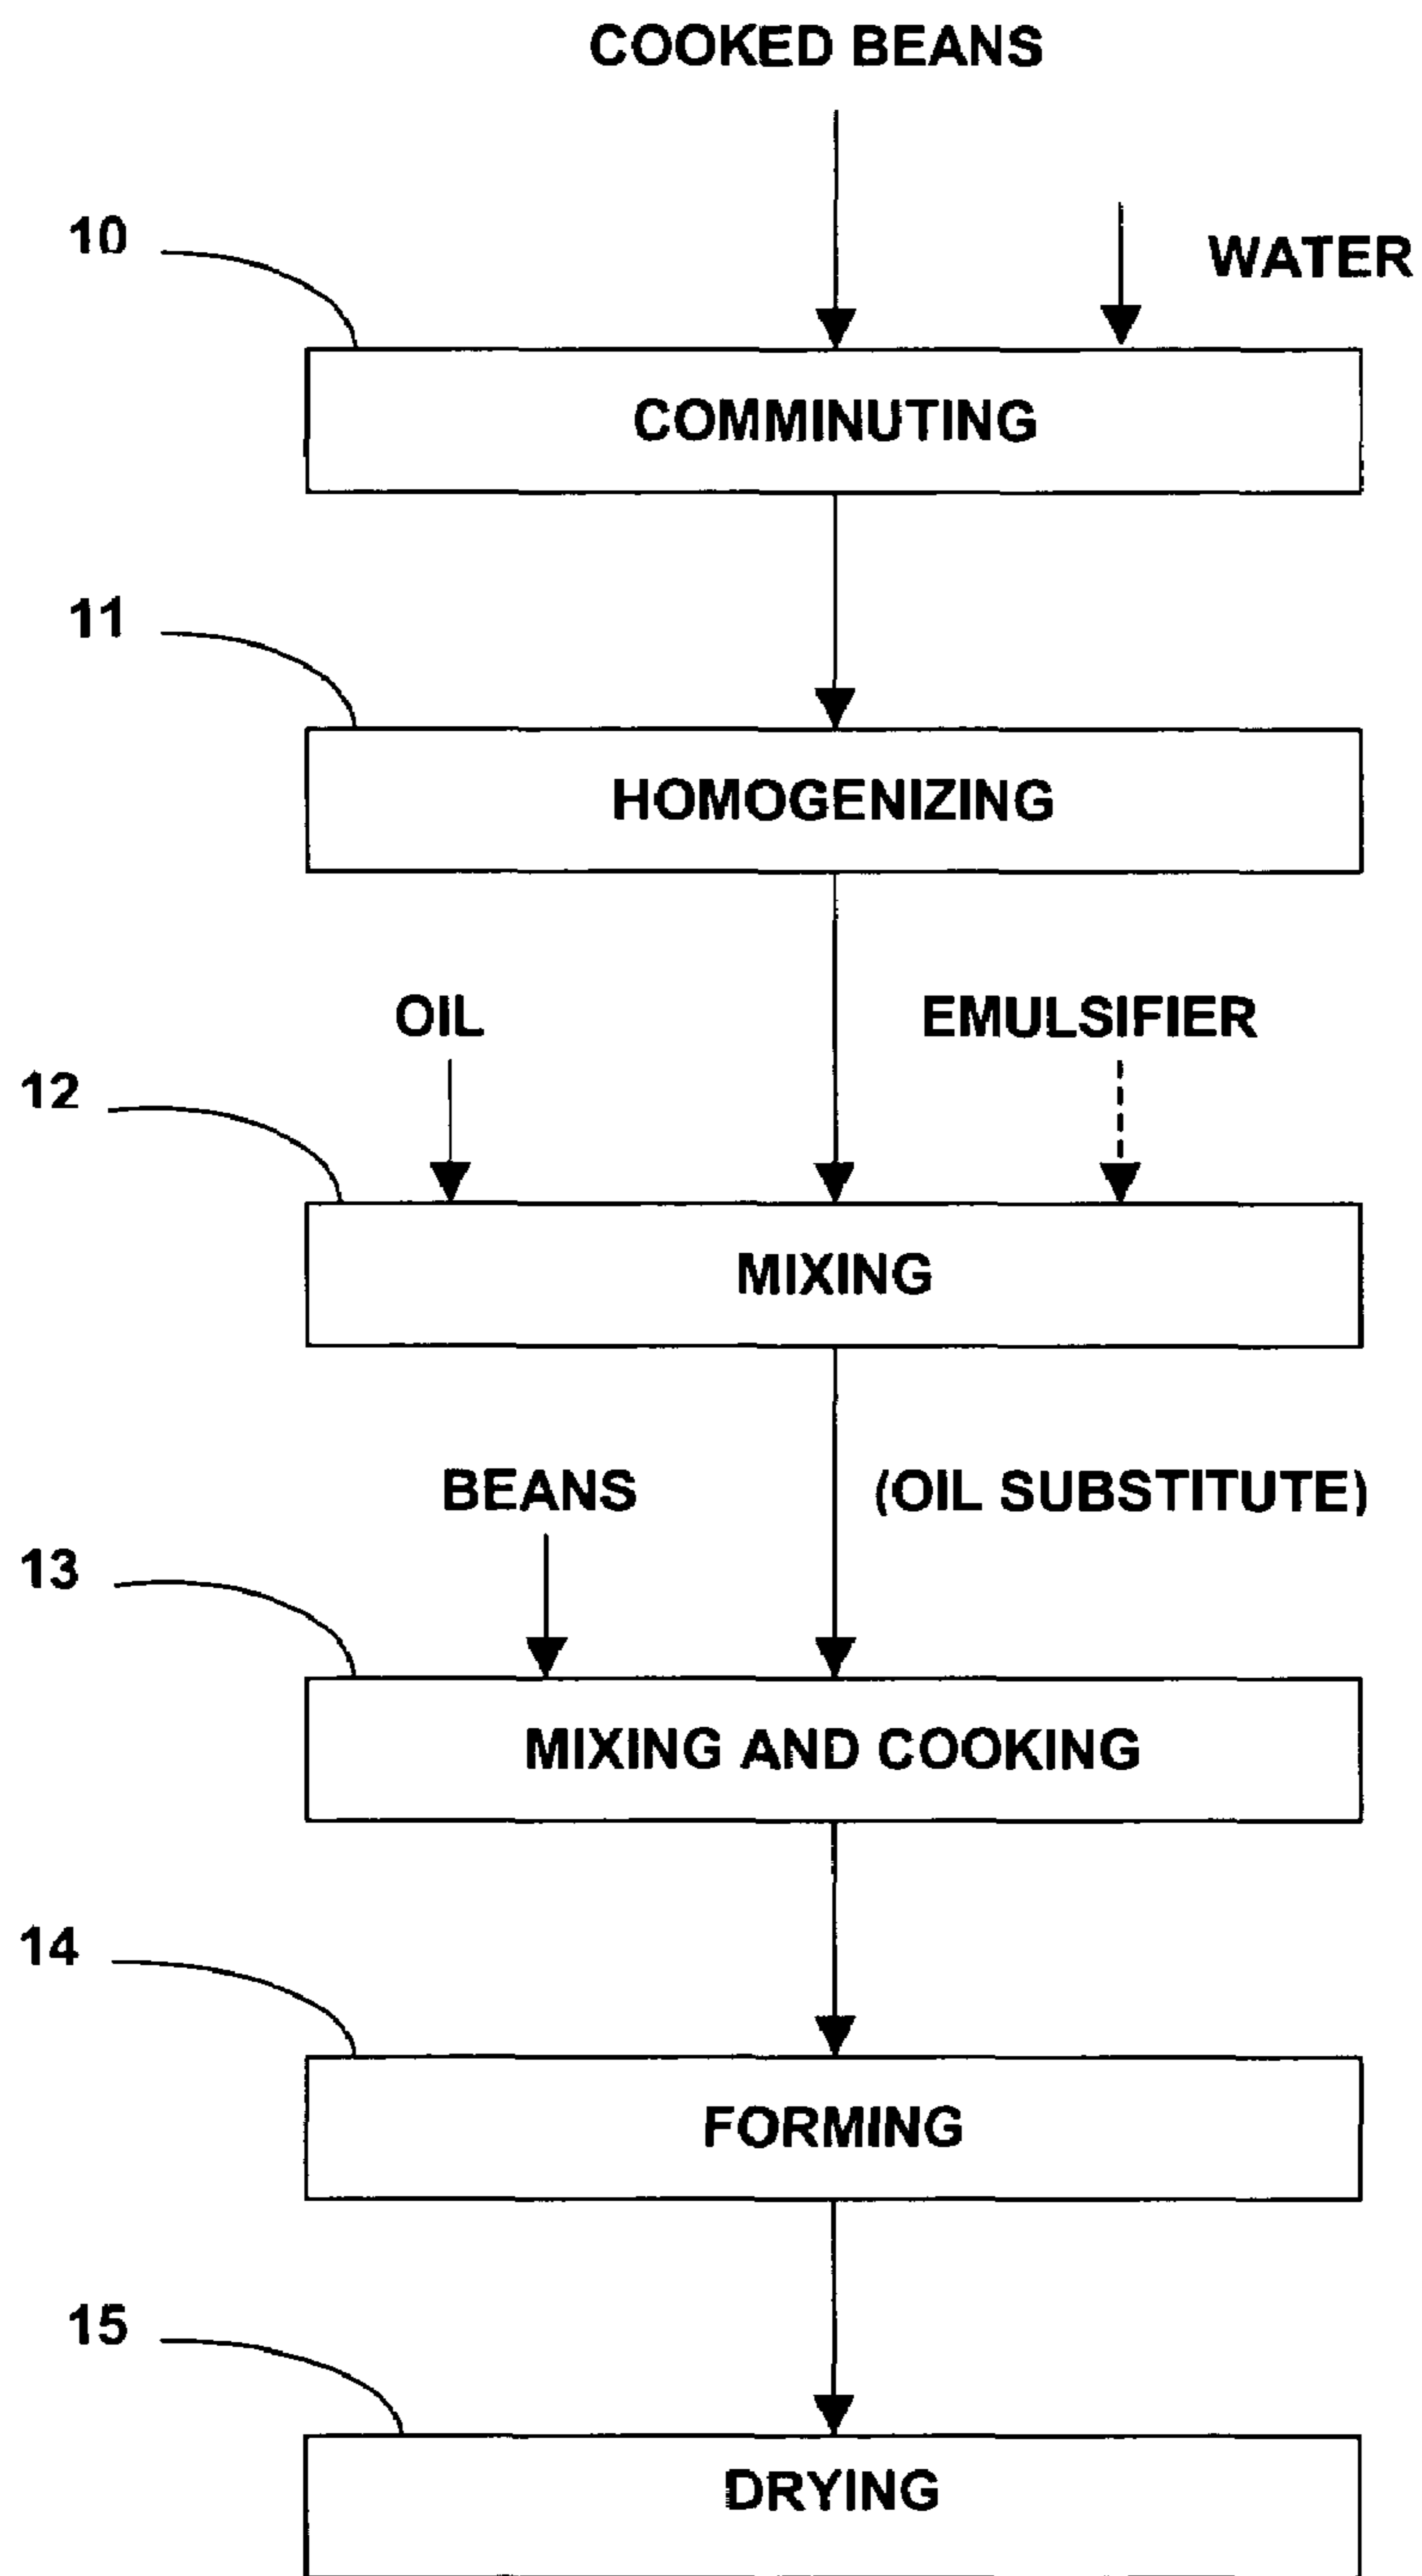 COOKED BEANS
10
WATER
COMMINUTING
11
HOMOGENIZING
OIL
EMULSIFIER
12
MIXING
BEANS
(OIL SUBSTITUTE)
13
MIXING AND COOKING
14
FORMING
15
DRYING